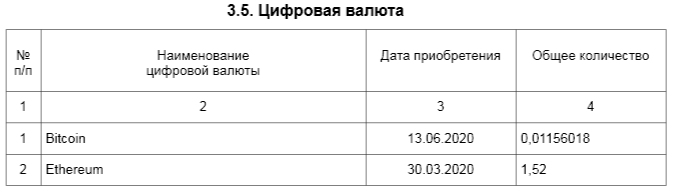 3.5. Цифровая валюта
№ п/п Наименование цифровой валюты Дата приобретения Общее количество
1 2 3 4
1 Bitcoin 13.06.2020 0,01156018
2 Ethereum 30.03.2020 1,52